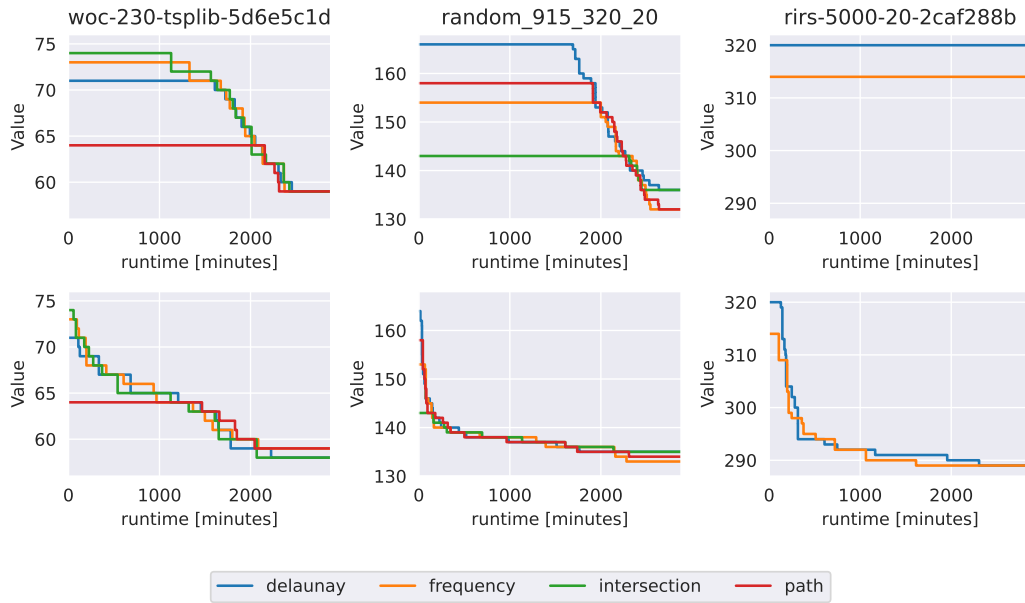 woc-230-tsplib-5d6e5c1d
random_915_320_20
rirs-5000-20-2caf288b
75
70
65
60
Value
0 1000 2000
runtime [minutes]
160
150
140
130
Value
0 1000 2000
runtime [minutes]
320
310
300
290
Value
0 1000 2000
runtime [minutes]
75
70
65
60
Value
0 1000 2000
runtime [minutes]
160
150
140
130
Value
0 1000 2000
runtime [minutes]
320
310
300
290
Value
0 1000 2000
runtime [minutes]
delaunay frequency intersection path